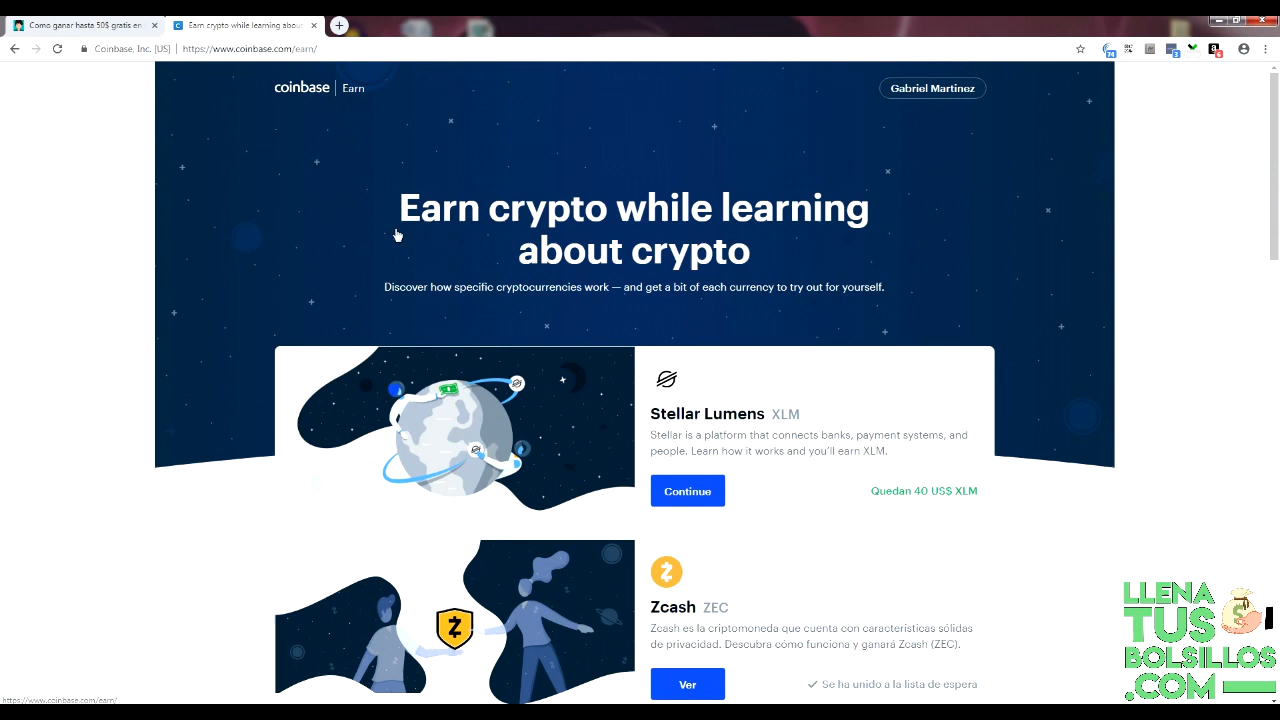 Como ganar hasta 50$ gratis en
Earn crypto while learning abou
Coinbase, Inc. [US]
https://www.coinbase.com/earn/
74
2
6
coinbase
Earn
Gabriel Martinez
Earn crypto while learning
about crypto
Discover how specific cryptocurrencies work — and get a bit of each currency to try out for yourself.
Stellar Lumens XLM
Stellar is a platform that connects banks, payment systems, and
people. Learn how it works and you'll earn XLM.
Continue
Quedan 40 US$ XLM
Zcash ZEC
Zcash es la criptomoneda que cuenta con características sólidas
de privacidad. Descubra cómo funciona y ganará Zcash (ZEC).
Ver
Se ha unido a la lista de espera
LLENA
TUS
BOLSILLOS
.COM
https://www.coinbase.com/earn/